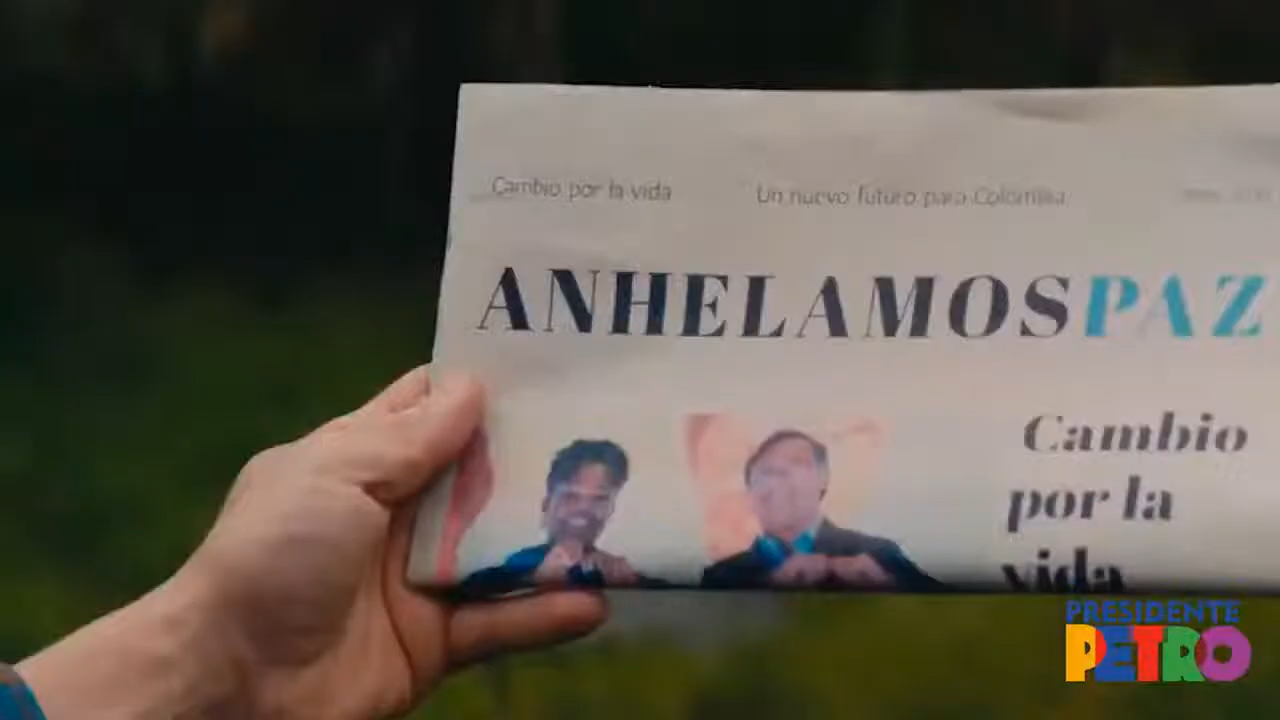 Cambio por la vida
Un nuevo futuro para Colombia
ANHELAMOSPAZ
Cambio
por la
vida
PRESIDENTE
PETRO